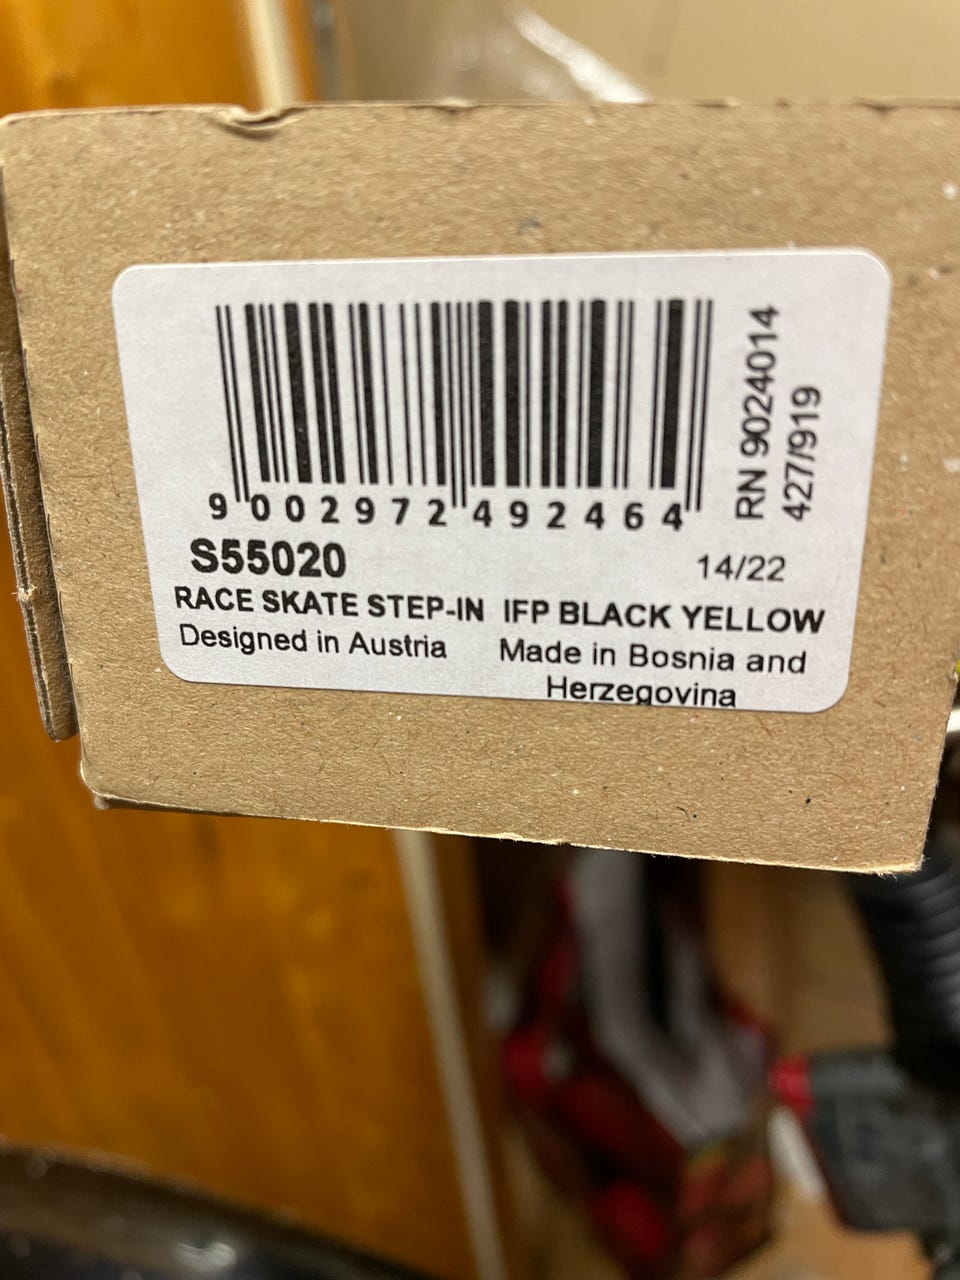 9 002972 492464
S55020
14/22
RACE SKATE STEP-IN IFP BLACK YELLOW
Designed in Austria
Made in Bosnia and
Herzegovina
RN 9024014
427/919